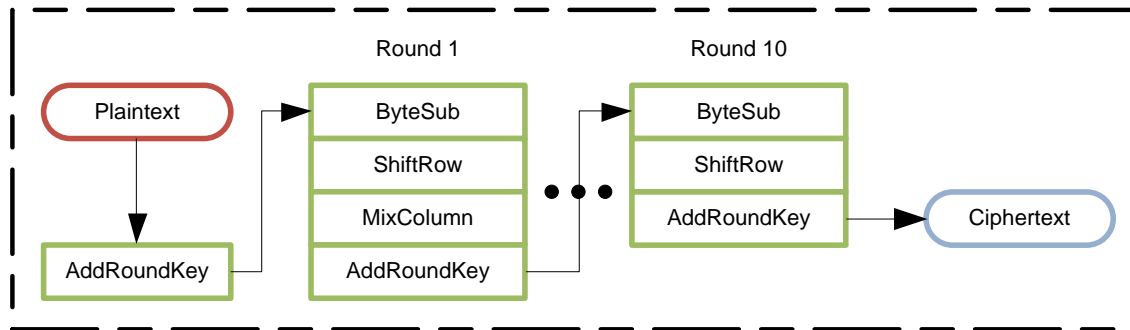 Round 1
Round 10
Plaintext
ByteSub
ByteSub
ShiftRow
ShiftRow
MixColumn
AddRoundKey
Ciphertext
AddRoundKey
AddRoundKey